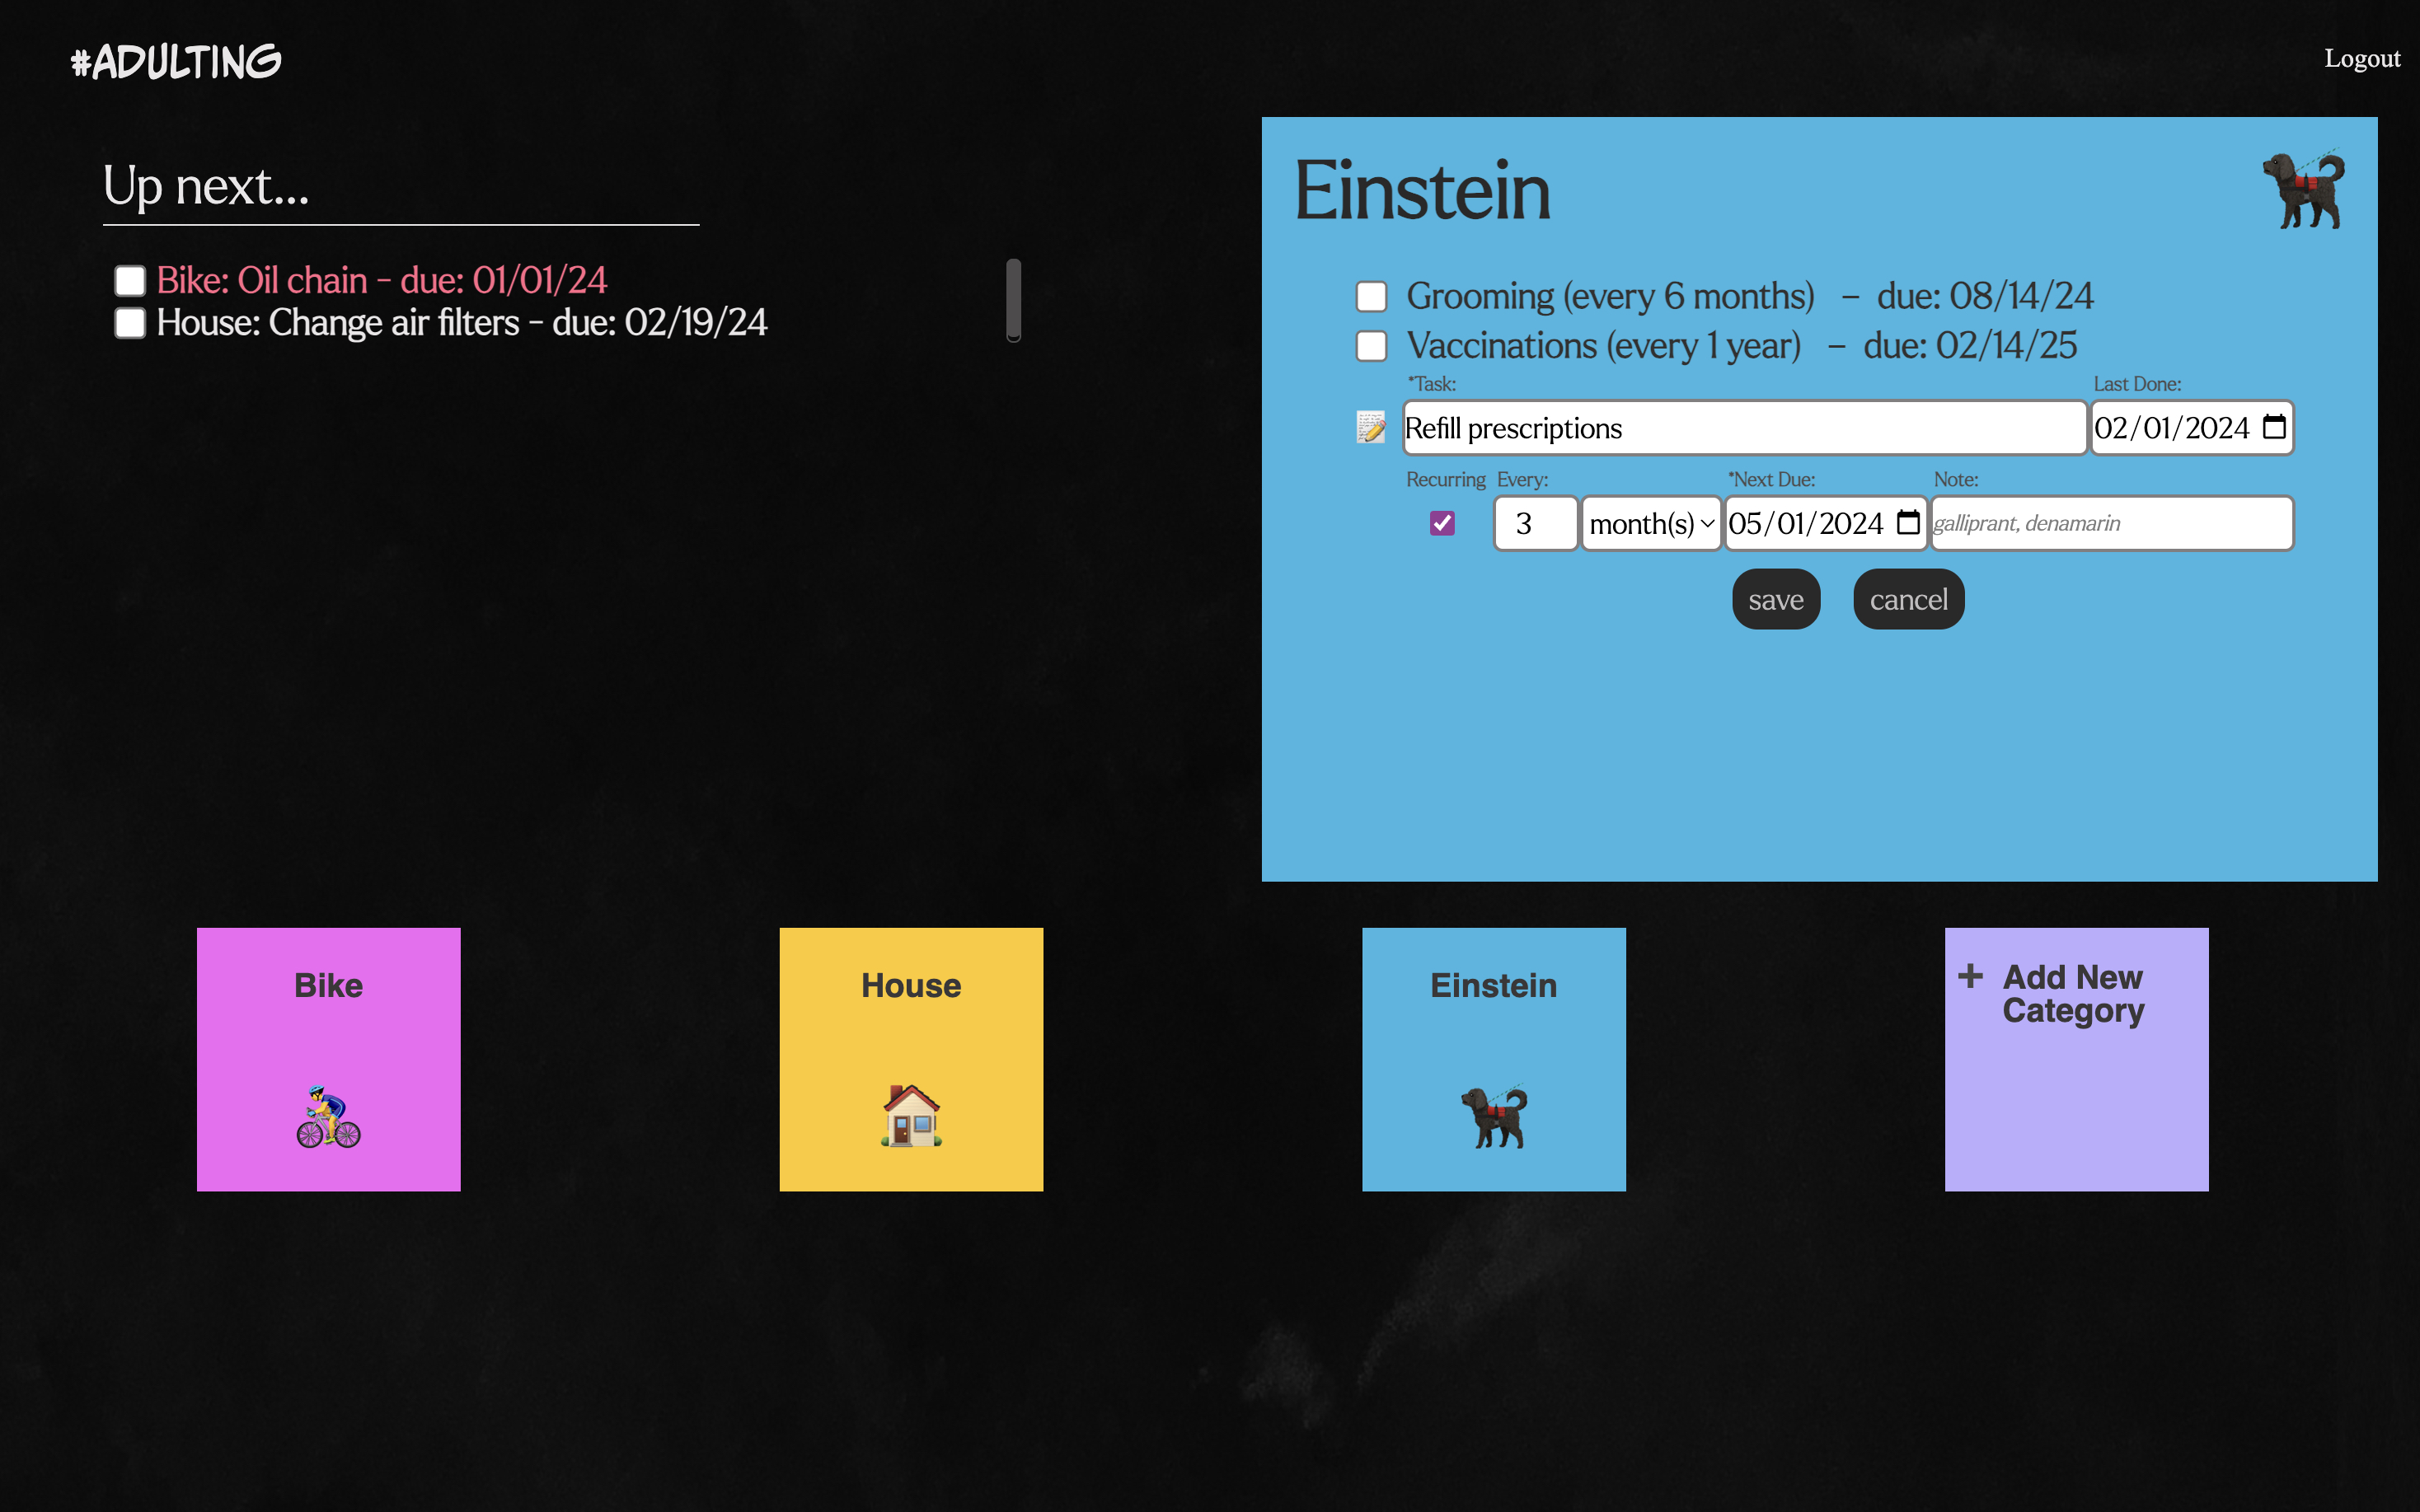 #ADULTING
Logout
Up next...
Bike: Oil chain - due: 01/01/24
House: Change air filters - due: 02/19/24
Einstein
Grooming (every 6 months) - due: 08/14/24
Vaccinations (every 1 year) - due: 02/14/25
*Task: Last Done:
Refill prescriptions 02/01/2024
Recurring Every: *Next Due: Note:
3 month(s) 05/01/2024 galliprant, denamarin
save cancel
Bike
House
Einstein
+ Add New
Category